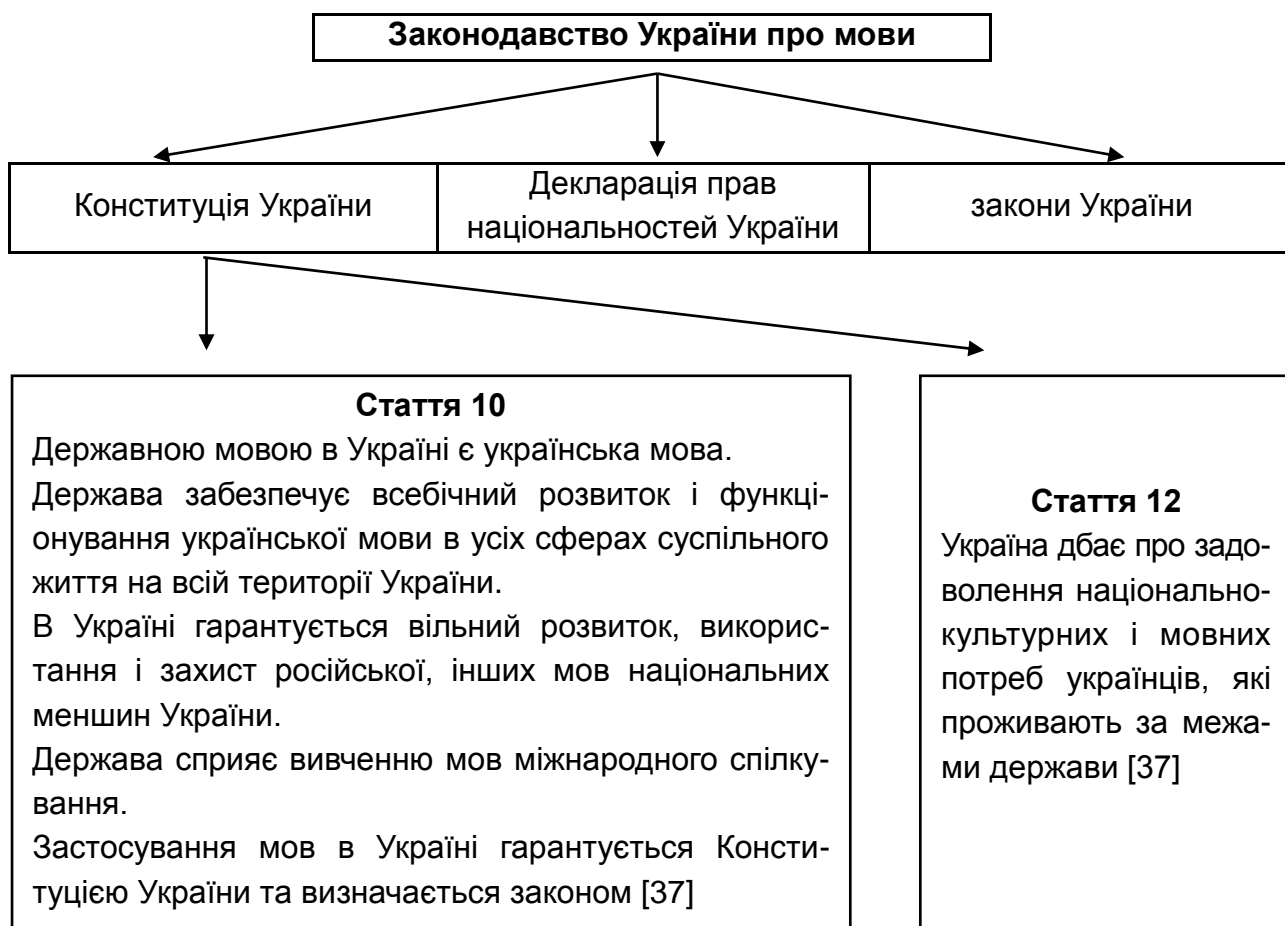 Законодавство України про мови
Конституція України
Декларація прав
національностей України
закони України
Стаття 10
Державною мовою в Україні є українська мова.
Держава забезпечує всебічний розвиток і функці-
онування української мови в усіх сферах суспільного
життя на всій території України.
В Україні гарантується вільний розвиток, використ-
тання і захист російської, інших мов національних
меншин України.
Держава сприяє вивченню мов міжнародного спілку-
вання.
Застосування мов в Україні гарантується Консти-
туцією України та визначається законом [37]
Стаття 12
Україна дбає про задо-
волення національно-
культурних і мовних
потреб українців, які
проживають за межа-
ми держави [37]